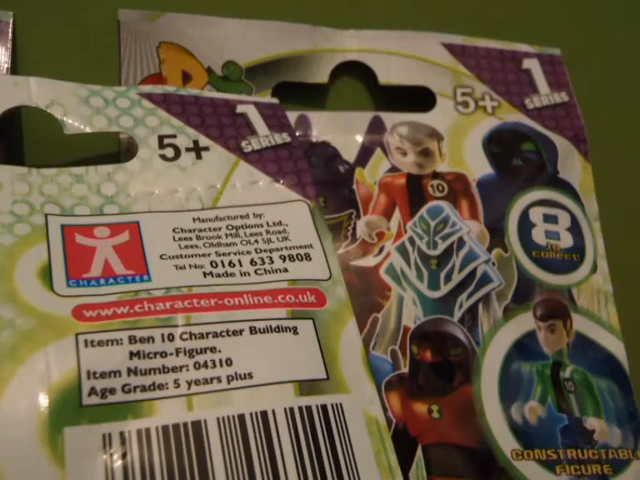 5+
1
SERIES
Manufactured by:
Character Options Ltd.,
Lees Brook Mill, Lees Road,
Lees, Oldham OL4 5JL UK
Customer Service Department
Tel No: 0161 633 9808
Made in China
CHARACTER
www.character-online.co.uk
Item: Ben 10 Character Building
Micro-Figure.
Item Number: 04310
Age Grade: 5 years plus
5+
1
SERIES
10
8
to
collect!
10
CONSTRUCTABLE
FIGURE